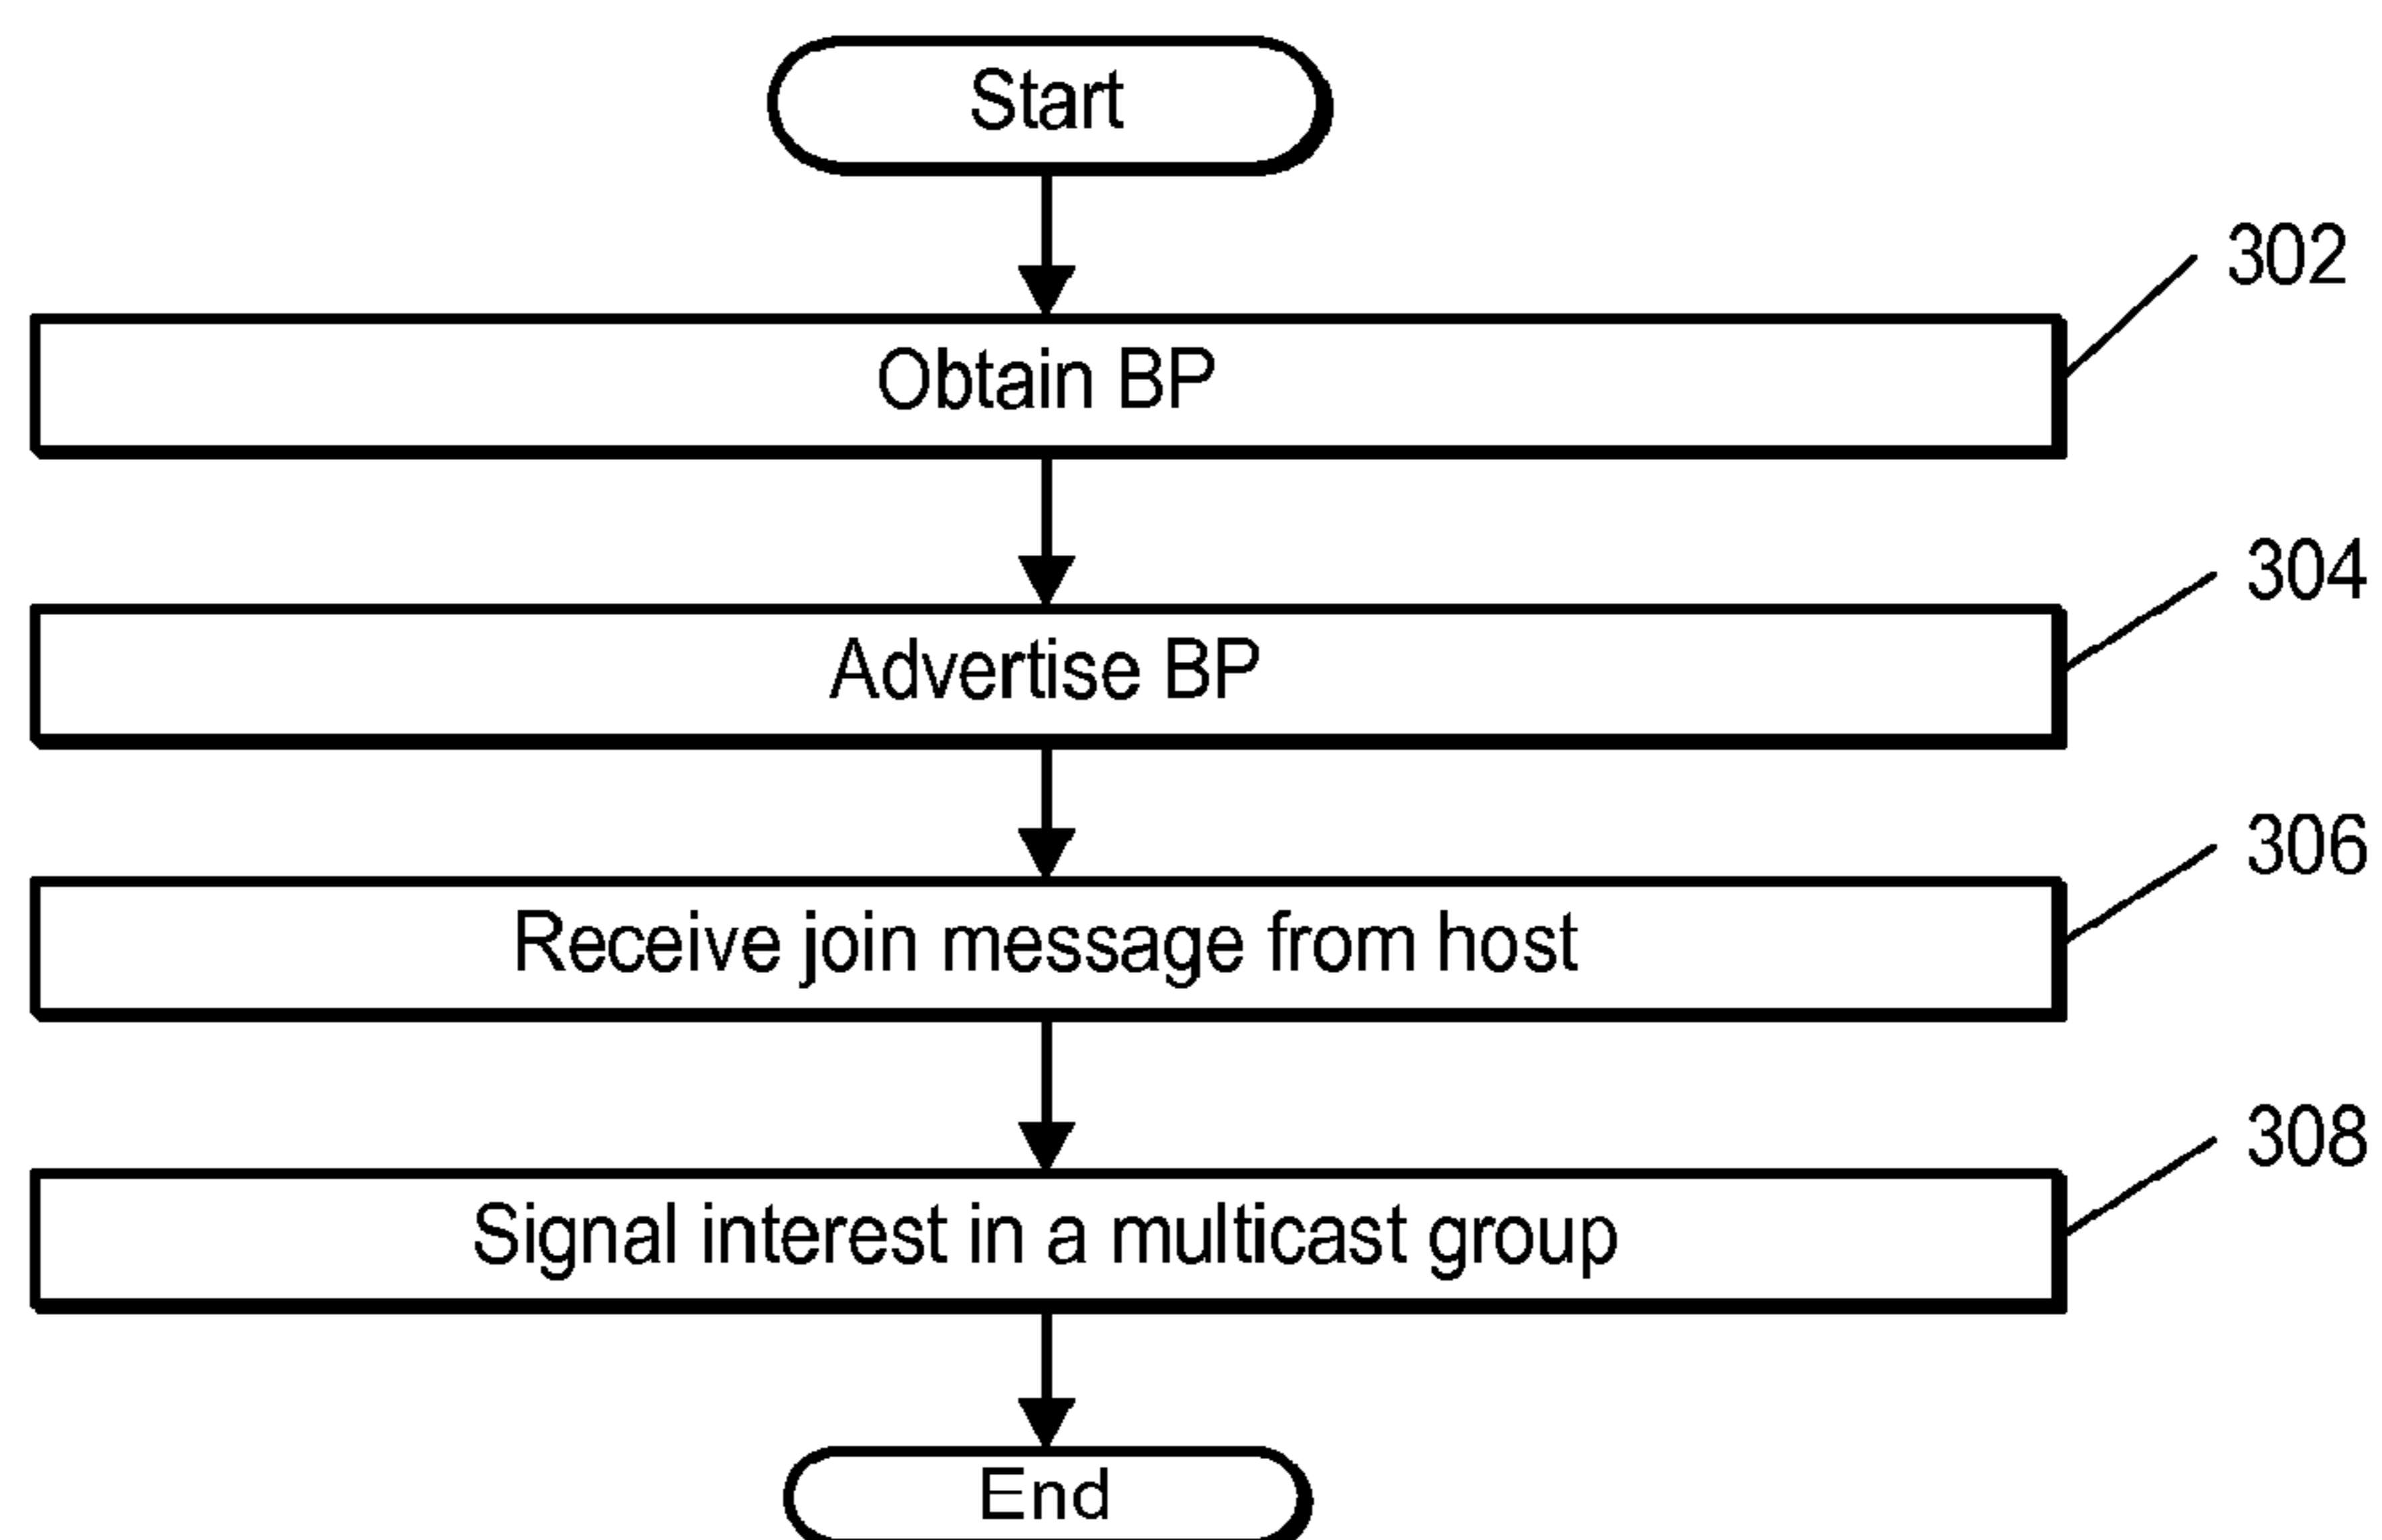 Start
302
Obtain BP
304
Advertise BP
306
Receive join message from host
308
Signal interest in a multicast group
End